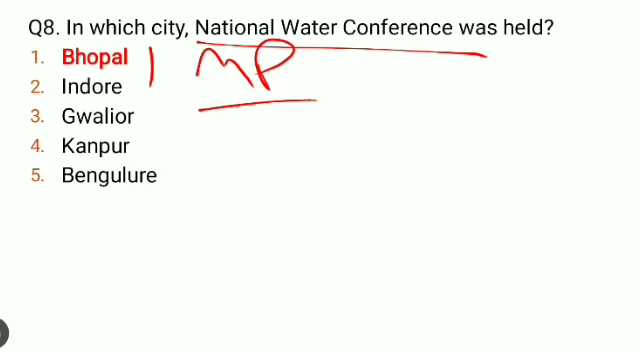 Q8. In which city, National Water Conference was held?
1. Bhopal
MP
2. Indore
3. Gwalior
4. Kanpur
5. Bengulure